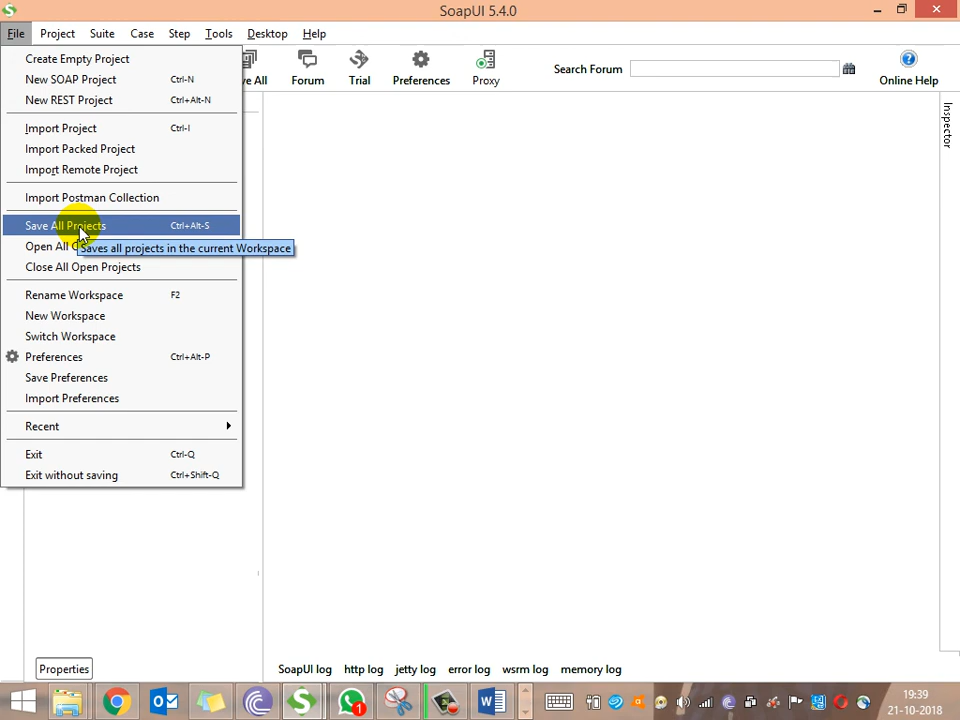 SoapUI 5.4.0
File Project Suite Case Step Tools Desktop Help
ve All Forum Trial Preferences Proxy Search Forum Online Help
Create Empty Project
New SOAP Project Ctrl-N
New REST Project Ctrl+Alt-N
Import Project Ctrl-I
Import Packed Project
Import Remote Project
Import Postman Collection
Save All Projects Ctrl+Alt-S
Open All
Saves all projects in the current Workspace
Close All Open Projects
Rename Workspace F2
New Workspace
Switch Workspace
Preferences Ctrl+Alt-P
Save Preferences
Import Preferences
Recent
Exit Ctrl-Q
Exit without saving Ctrl+Shift-Q
Inspector
Properties
SoapUI log http log jetty log error log wsrm log memory log
19:39
21-10-2018